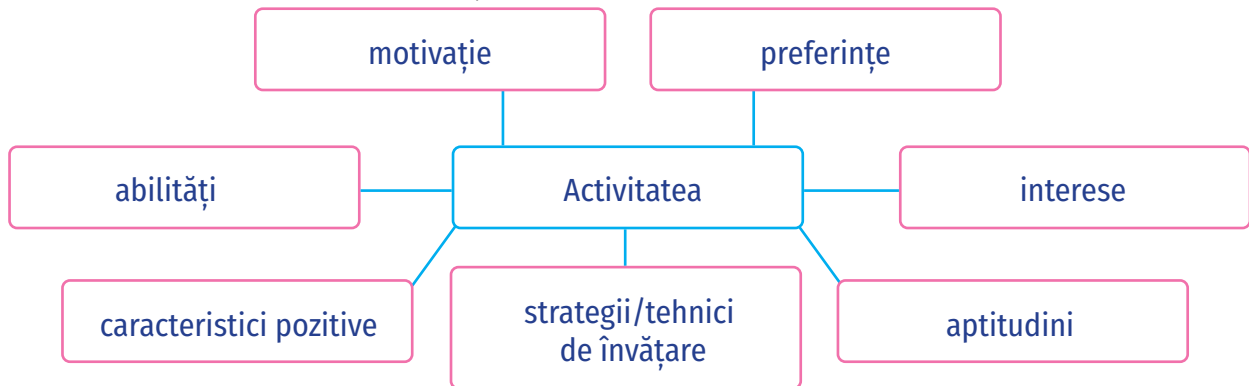 motivație
preferințe
abilități
Activitatea
interese
caracteristici pozitive
strategii/tehnici
de învățare
aptitudini